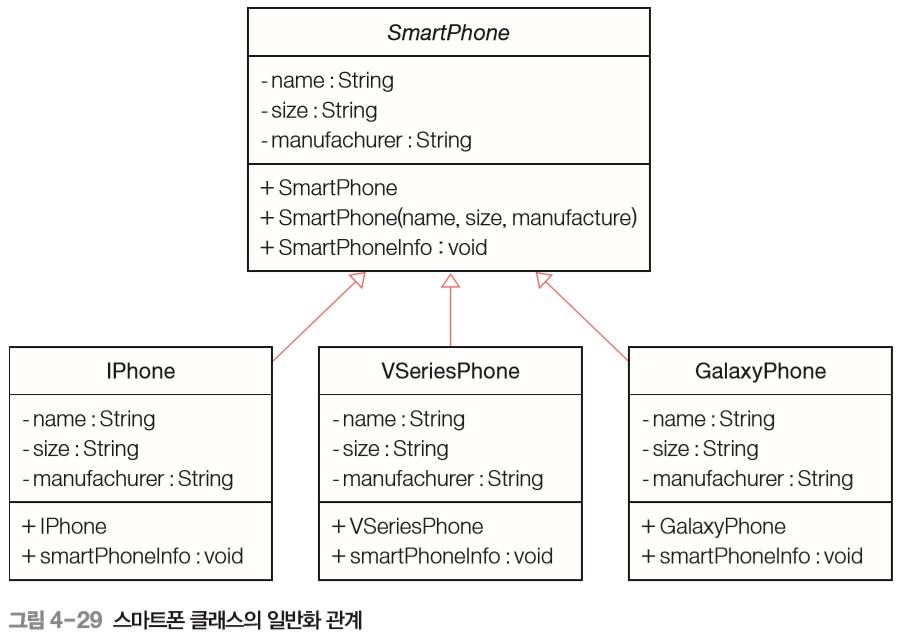 SmartPhone
- name : String
- size : String
- manufachurer : String
+ SmartPhone
+ SmartPhone(name, size, manufacture)
+ SmartPhoneInfo : void
IPhone
- name : String
- size : String
- manufachurer : String
+ IPhone
+ smartPhoneInfo : void
VSeriesPhone
- name : String
- size : String
- manufachurer : String
+ VSeriesPhone
+ smartPhoneInfo : void
GalaxyPhone
- name : String
- size : String
- manufachurer : String
+ GalaxyPhone
+ smartPhoneInfo : void
그림 4-29 스마트폰 클래스의 일반화 관계